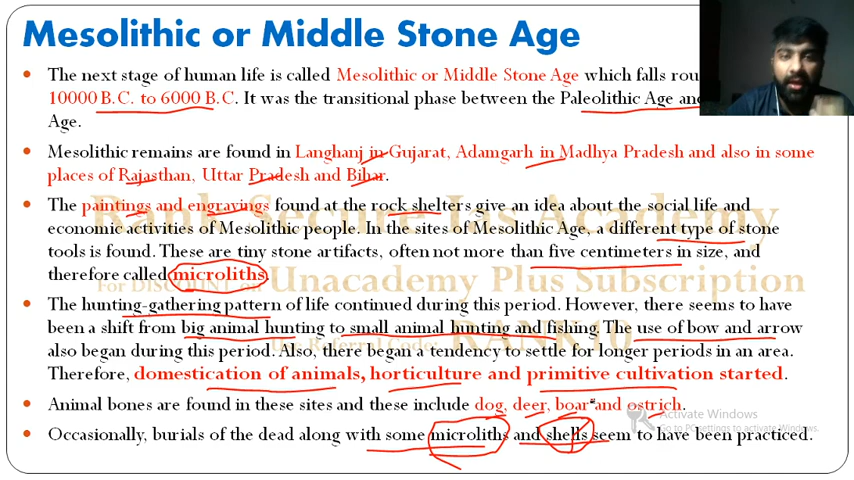 Mesolithic or Middle Stone Age
The next stage of human life is called Mesolithic or Middle Stone Age which falls rou
10000 B.C. to 6000 B.C. It was the transitional phase between the Paleolithic Age and
Age.
Mesolithic remains are found in Langhanj in Gujarat, Adamgarh in Madhya Pradesh and also in some
places of Rajasthan, Uttar Pradesh and Bihar.
The paintings and engravings found at the rock shelters give an idea about the social life and
economic activities of Mesolithic people. In the sites of Mesolithic Age, a different type of stone
tools is found. These are tiny stone artifacts, often not more than five centimeters in size, and
therefore called microliths
The hunting-gathering pattern of life continued during this period. However, there seems to have
been a shift from big animal hunting to small animal hunting and fishing. The use of bow and arrow
also began during this period. Also, there began a tendency to settle for longer periods in an area.
Therefore, domestication of animals, horticulture and primitive cultivation started.
Animal bones are found in these sites and these include dog, deer, boar and ostrich.
Occasionally, burials of the dead along with some microliths and shells seem to have been practiced.
Rank Secure Ias Academy
For Unacademy Plus Subscription
Referral Code: RANK10
Activate Windows
Go to PC settings to activate Windows.